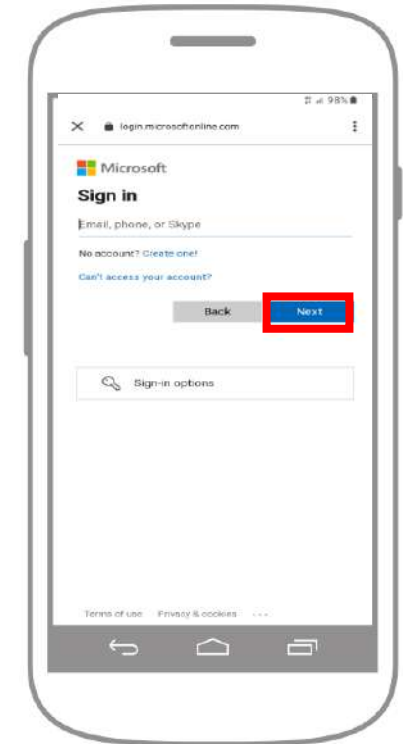 98%
login.microsoftonline.com
Microsoft
Sign in
Email, phone, or Skype
No account? Create one!
Can't access your account?
Back Next
Sign-in options
Terms of use Privacy & cookies ...